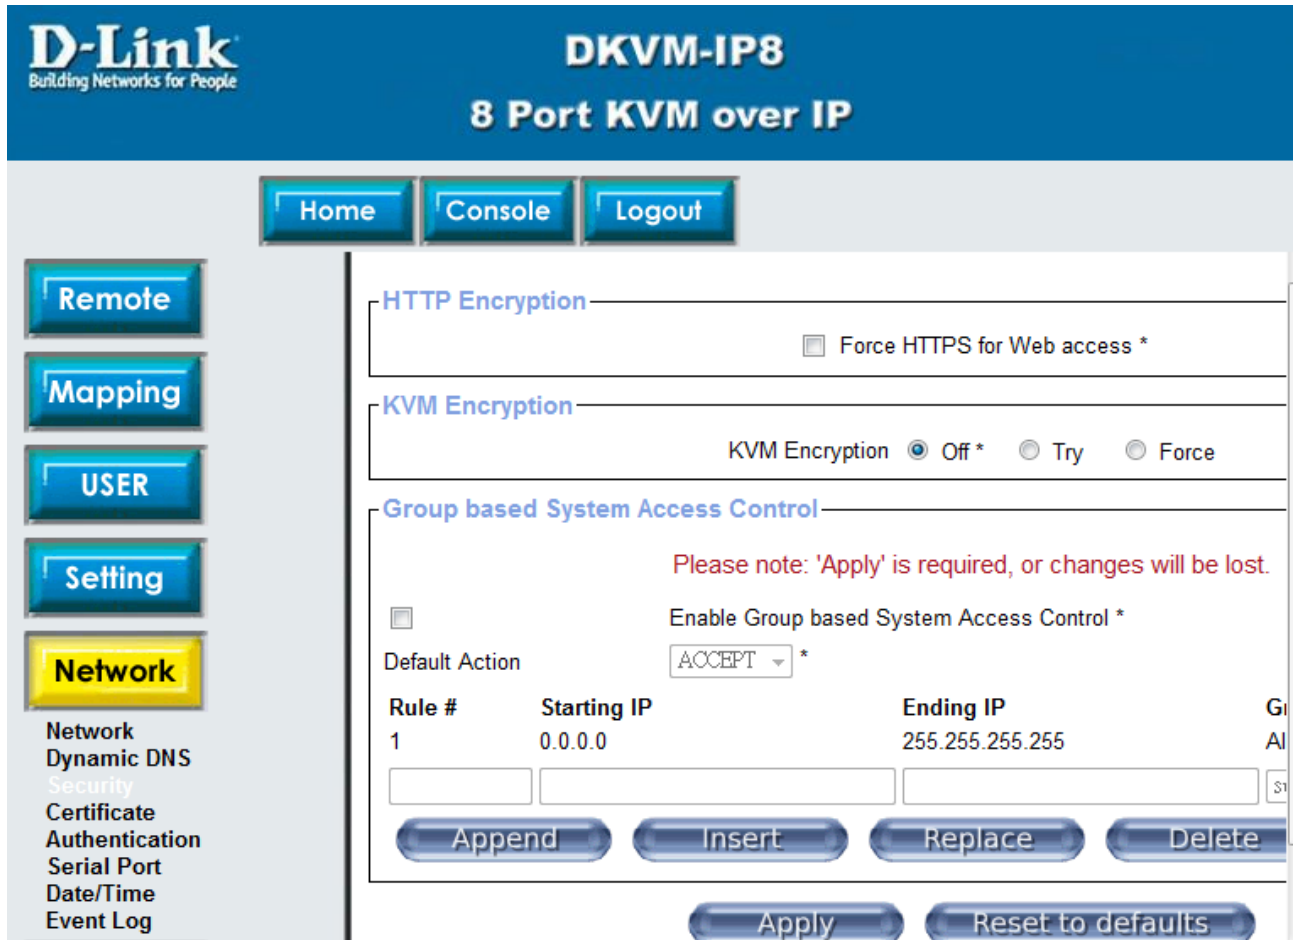 D-Link
Building Networks for People
DKVM-IP8
8 Port KVM over IP
Home Console Logout
Remote
Mapping
USER
Setting
Network
Network
Dynamic DNS
Security
Certificate
Authentication
Serial Port
Date/Time
Event Log
HTTP Encryption
Force HTTPS for Web access *
KVM Encryption
KVM Encryption Off * Try Force
Group based System Access Control
Please note: 'Apply' is required, or changes will be lost.
Enable Group based System Access Control *
Default Action ACCEPT *
Rule # Starting IP Ending IP
1 0.0.0.0 255.255.255.255
Append Insert Replace Delete
Apply Reset to defaults